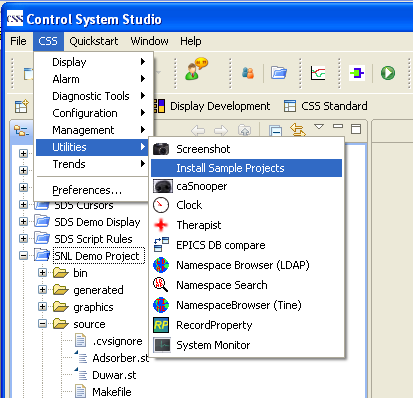 CSS Control System Studio
File CSS Quickstart Window Help
Display Development CSS Standard
Display
Alarm
Diagnostic Tools
Configuration
Management
Utilities
Trends
Preferences...
Screenshot
Install Sample Projects
caSnooper
Clock
Therapist
EPICS DB compare
Namespace Browser (LDAP)
Namespace Search
NamespaceBrowser (Tine)
RP RecordProperty
System Monitor
SDS Cursors
SDS Demo Display
SDS Script Rules
SNL Demo Project
bin
generated
graphics
source
.cvsignore
Adsorber.st
Duwar.st
Makefile